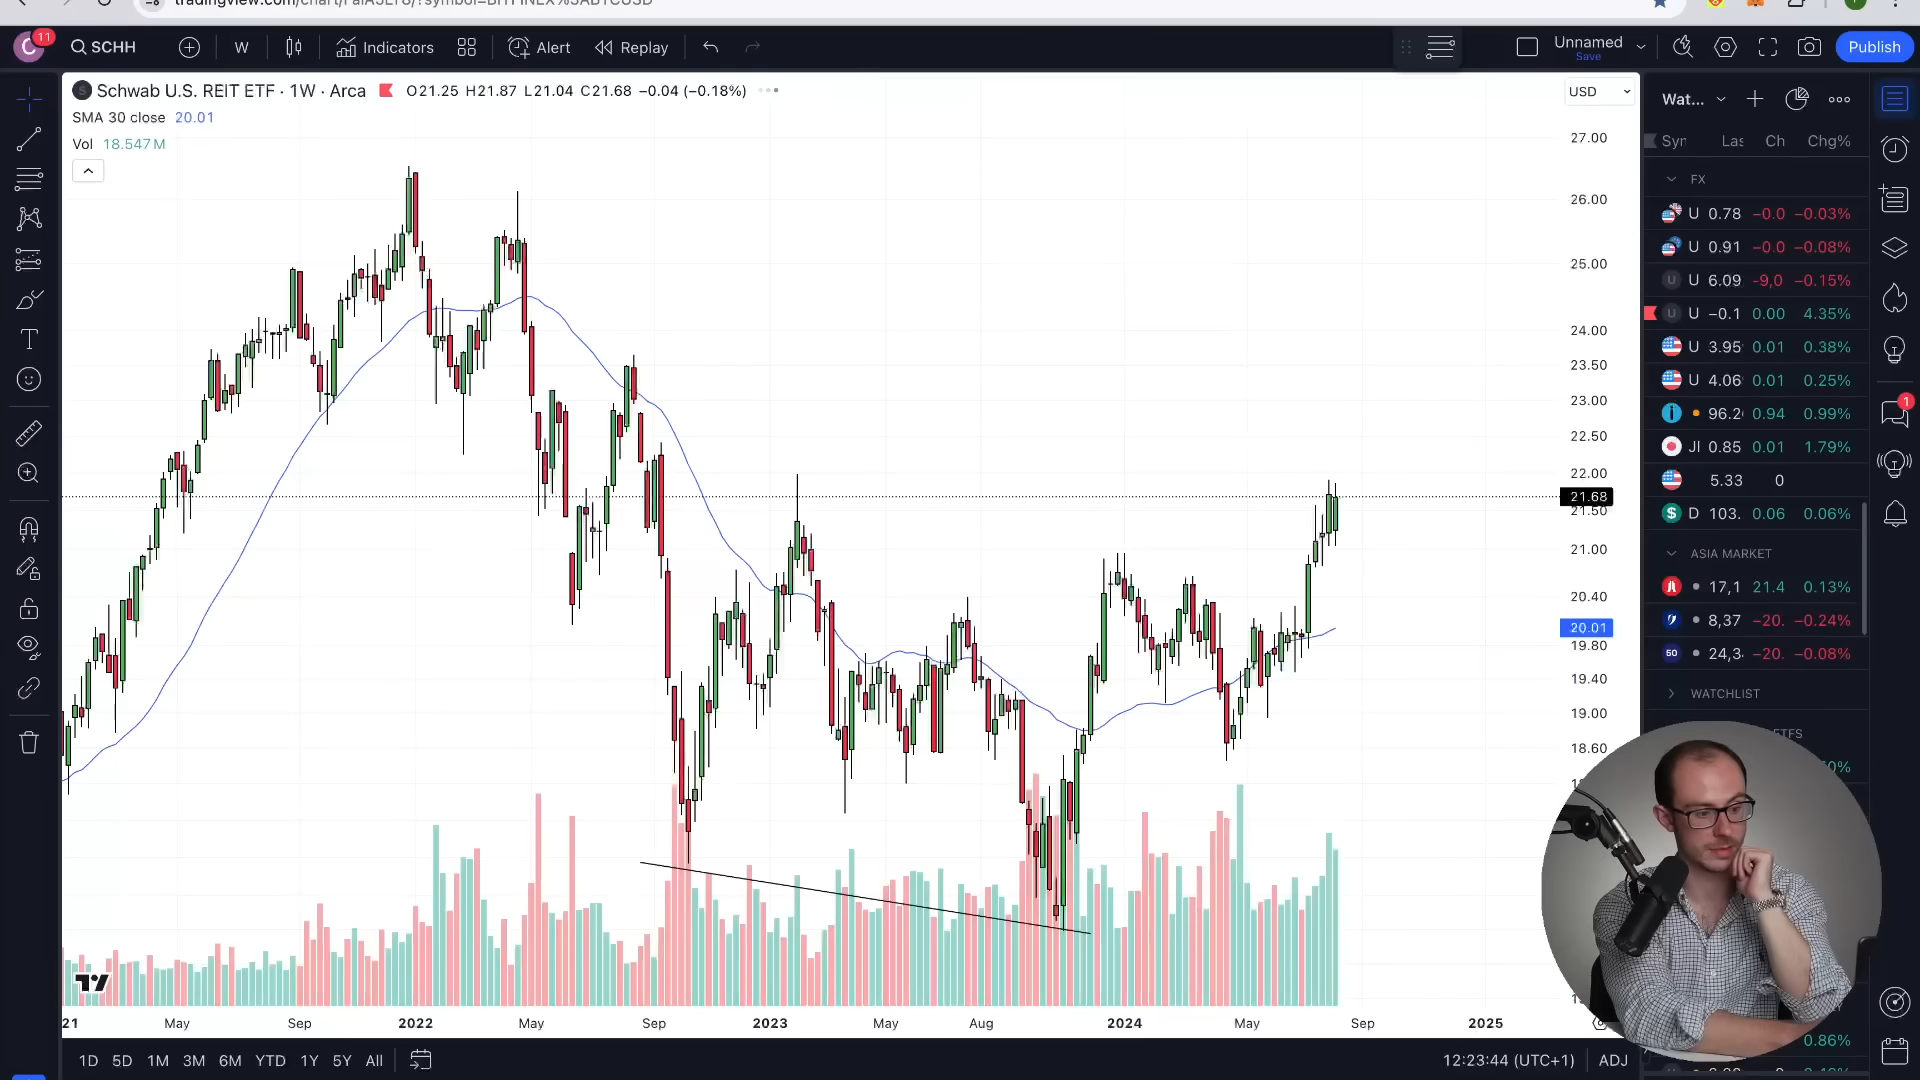 11
SCHH
W
Indicators
Alert
Replay
Unnamed
Save
Publish
Schwab U.S. REIT ETF · 1W · Arca
O21.25 H21.87 L21.04 C21.68 −0.04 (−0.18%)
SMA 30 close 20.01
Vol 18.547 M
USD
27.00
26.00
25.00
24.00
23.50
23.00
22.50
22.00
21.68
21.50
21.00
20.40
20.01
19.80
19.40
19.00
18.60
21 May Sep 2022 May Sep 2023 May Aug 2024 May Sep 2025
1D 5D 1M 3M 6M YTD 1Y 5Y All
12:23:44 (UTC+1) ADJ
Wat...
Chg%
FX
U 0.78 −0.0 −0.03%
U 0.91 −0.0 −0.08%
U 6.09 -9,0 −0.15%
U −0.1 0.00 4.35%
U 3.95 0.01 0.38%
U 4.06 0.01 0.25%
96.2 0.94 0.99%
JI 0.85 0.01 1.79%
5.33 0
D 103. 0.06 0.06%
ASIA MARKET
17,1 21.4 0.13%
8,37 −20. −0.24%
50 24,3 −20. −0.08%
WATCHLIST
ETFS
0.86%
1